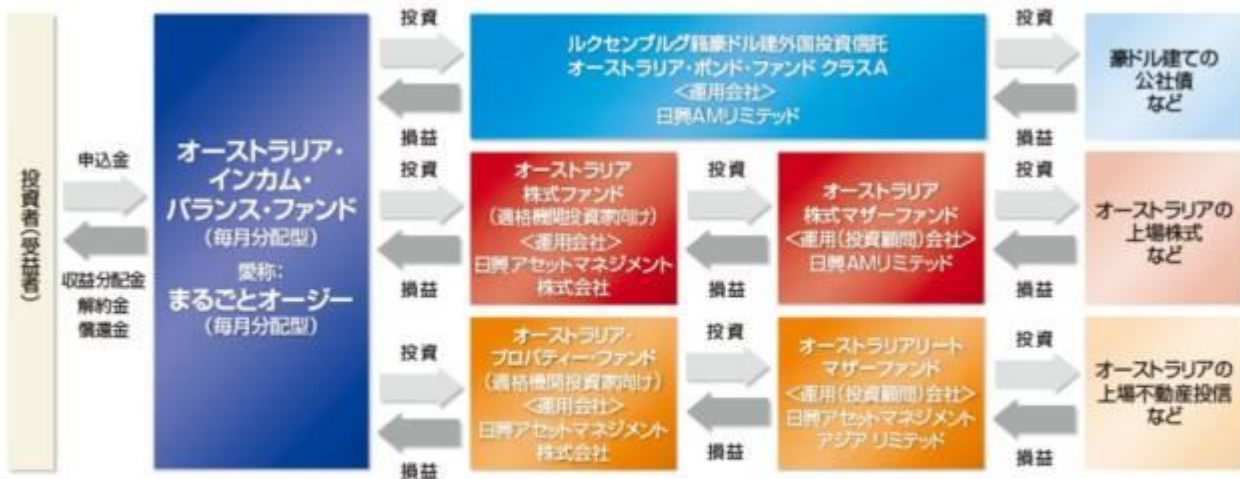 投資者(受益者)
申込金
収益分配金
解約金
償還金
オーストラリア・
インカム・
バランス・ファンド
(毎月分配型)
愛称:
まるごとオージー
(毎月分配型)
投資
損益
ルクセンブルグ籍豪ドル建外国投資信託
オーストラリア・ボンド・ファンド クラスA
<運用会社>
日興AMリミテッド
投資
損益
豪ドル建ての
公社債
など
投資
損益
オーストラリア
株式ファンド
(適格機関投資家向け)
<運用会社>
日興アセットマネジメント
株式会社
投資
損益
オーストラリア
株式マザーファンド
<運用(投資顧問)会社>
日興AMリミテッド
投資
損益
オーストラリアの
上場株式
など
投資
損益
オーストラリア・
プロパティー・ファンド
(適格機関投資家向け)
<運用会社>
日興アセットマネジメント
株式会社
投資
損益
オーストラリアリート
マザーファンド
<運用(投資顧問)会社>
日興アセットマネジメント
アジア リミテッド
投資
損益
オーストラリアの
上場不動産投信
など